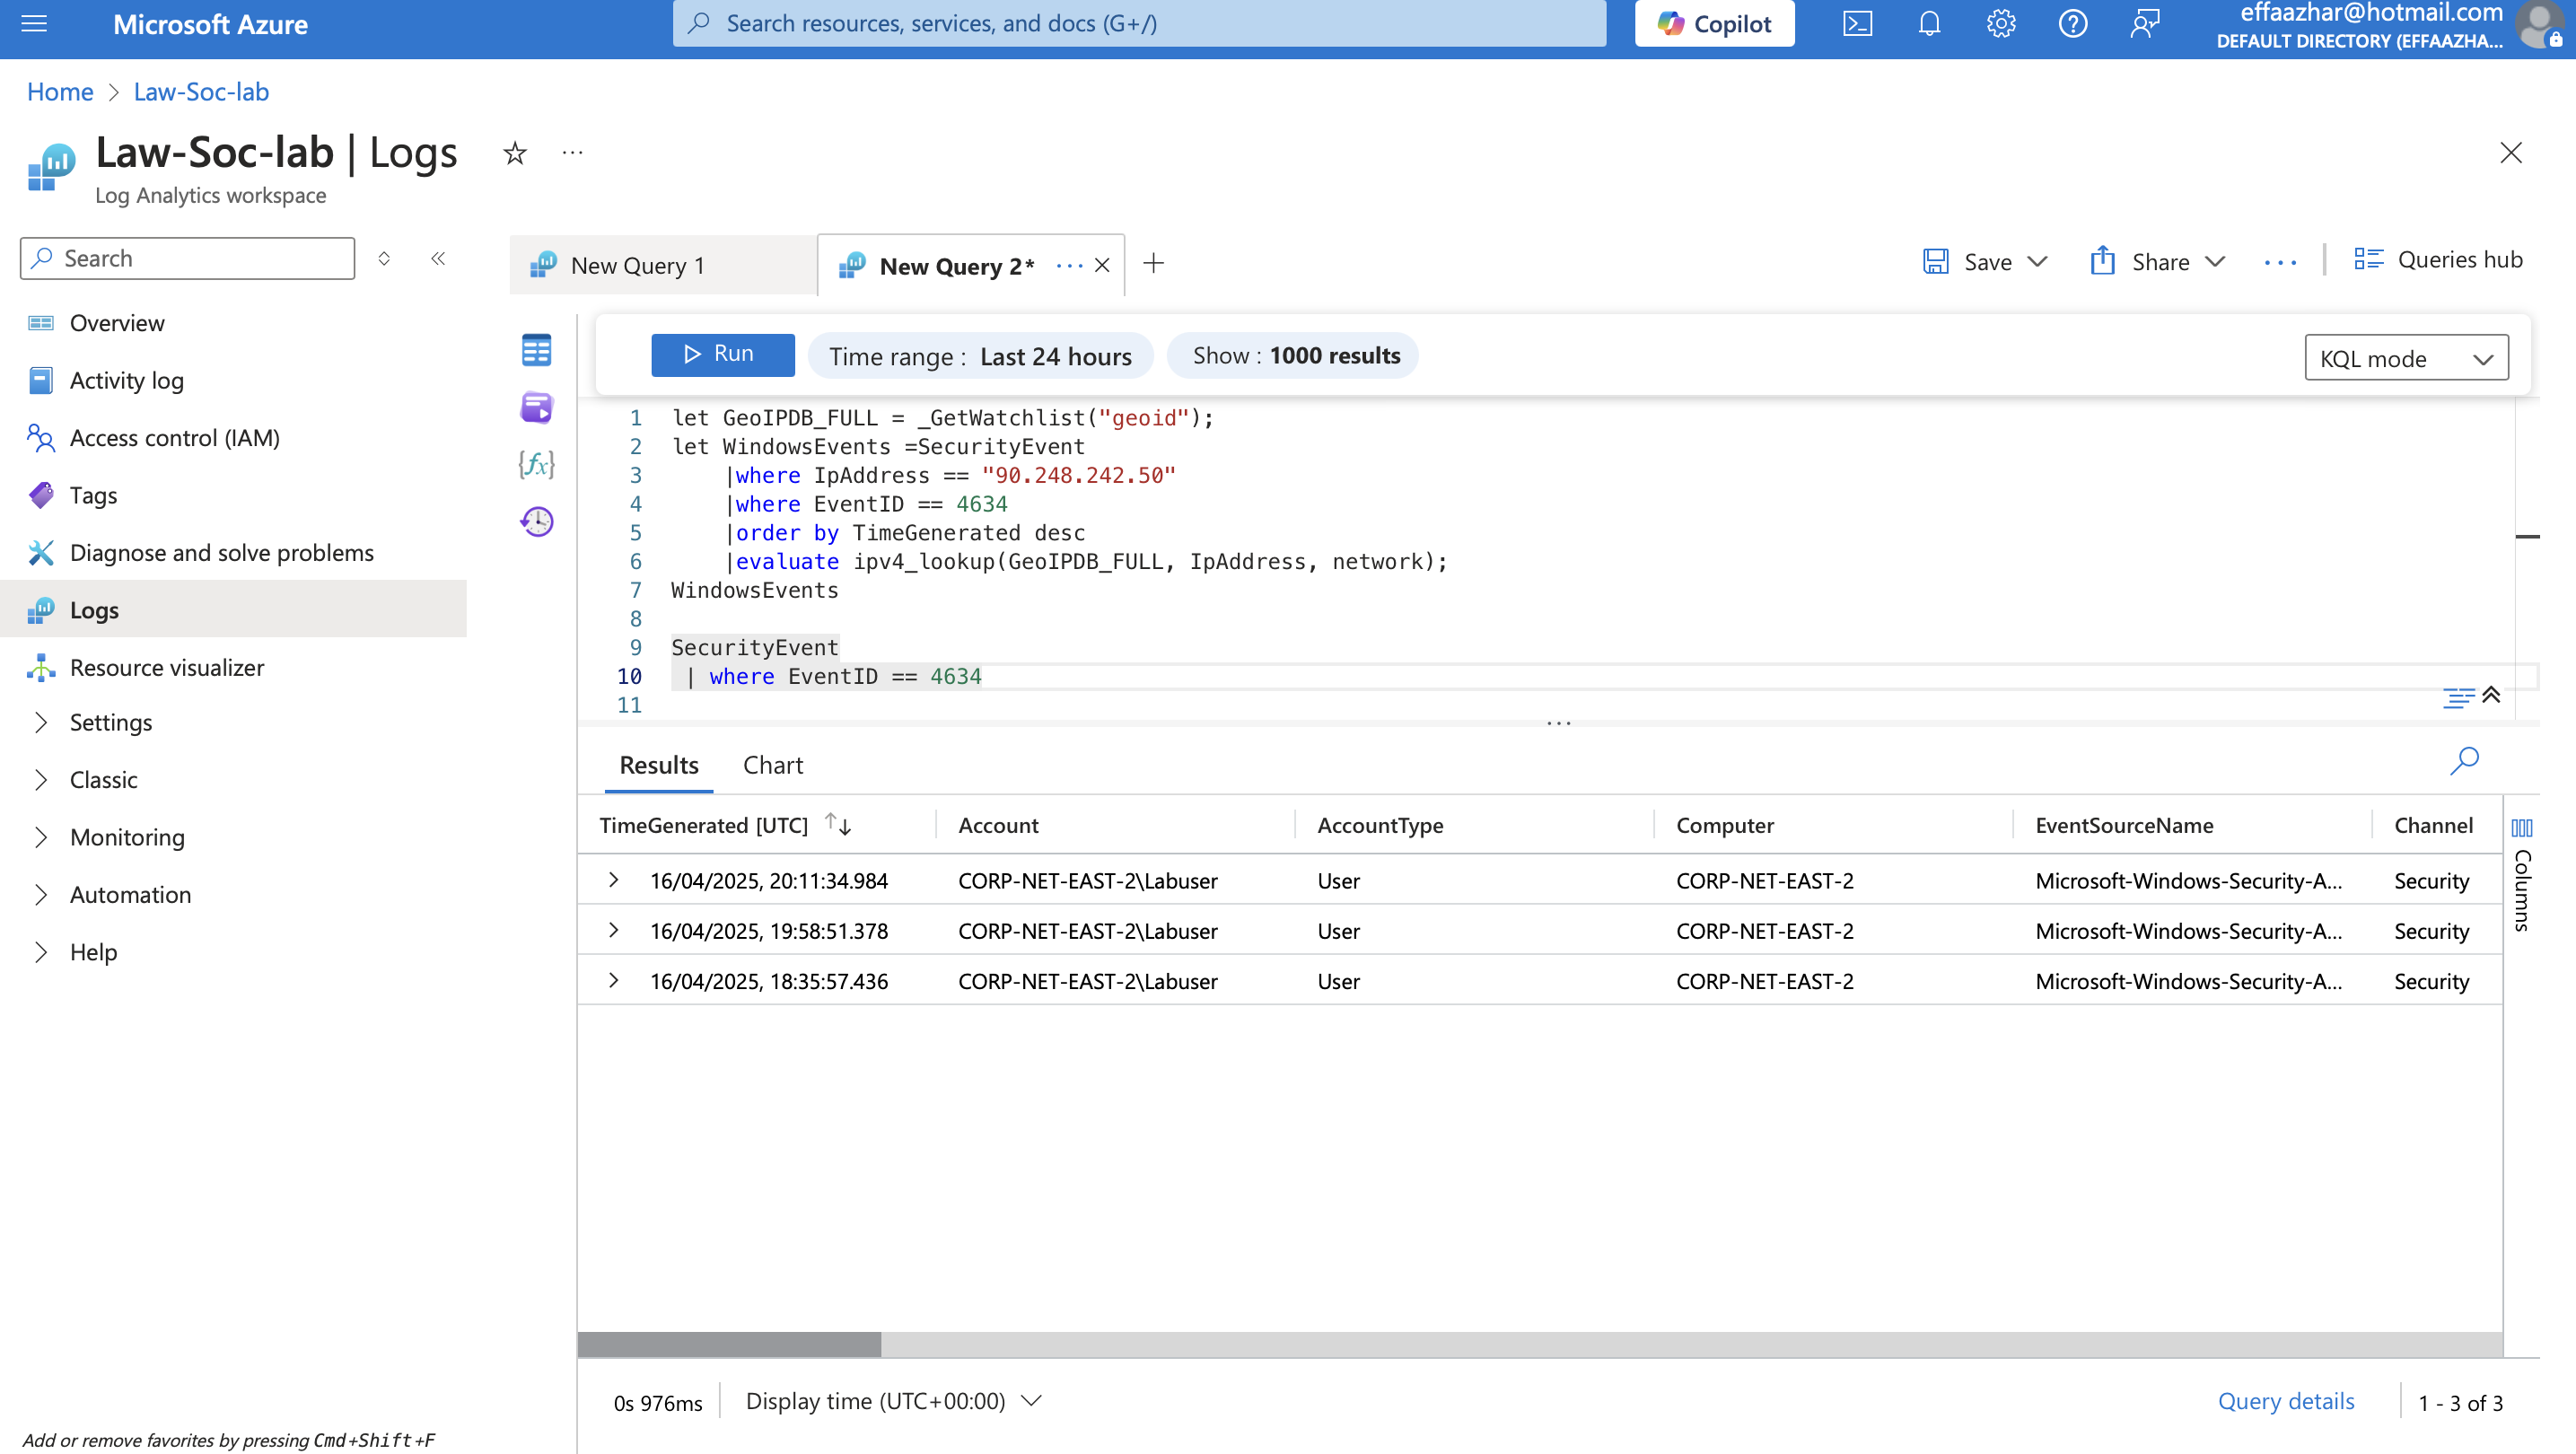 Microsoft Azure
Search resources, services, and docs (G+/)
Copilot
effaazhar@hotmail.com
DEFAULT DIRECTORY (EFFAAZHA...
Home > Law-Soc-lab
Law-Soc-lab | Logs
Log Analytics workspace
Search
Overview
Activity log
Access control (IAM)
Tags
Diagnose and solve problems
Logs
Resource visualizer
Settings
Classic
Monitoring
Automation
Help
Add or remove favorites by pressing Cmd+Shift+F
New Query 1
New Query 2* ...
Save
Share
...
Queries hub
Run
Time range : Last 24 hours
Show : 1000 results
KQL mode
1 let GeoIPDB_FULL = _GetWatchlist("geoid");
2 let WindowsEvents =SecurityEvent
3 |where IpAddress == "90.248.242.50"
4 |where EventID == 4634
5 |order by TimeGenerated desc
6 |evaluate ipv4_lookup(GeoIPDB_FULL, IpAddress, network);
7 WindowsEvents
8
9 SecurityEvent
10 | where EventID == 4634
11
Results Chart
TimeGenerated [UTC] Account AccountType Computer EventSourceName Channel
16/04/2025, 20:11:34.984 CORP-NET-EAST-2\Labuser User CORP-NET-EAST-2 Microsoft-Windows-Security-A... Security
16/04/2025, 19:58:51.378 CORP-NET-EAST-2\Labuser User CORP-NET-EAST-2 Microsoft-Windows-Security-A... Security
16/04/2025, 18:35:57.436 CORP-NET-EAST-2\Labuser User CORP-NET-EAST-2 Microsoft-Windows-Security-A... Security
Columns
0s 976ms
Display time (UTC+00:00)
Query details
1 - 3 of 3